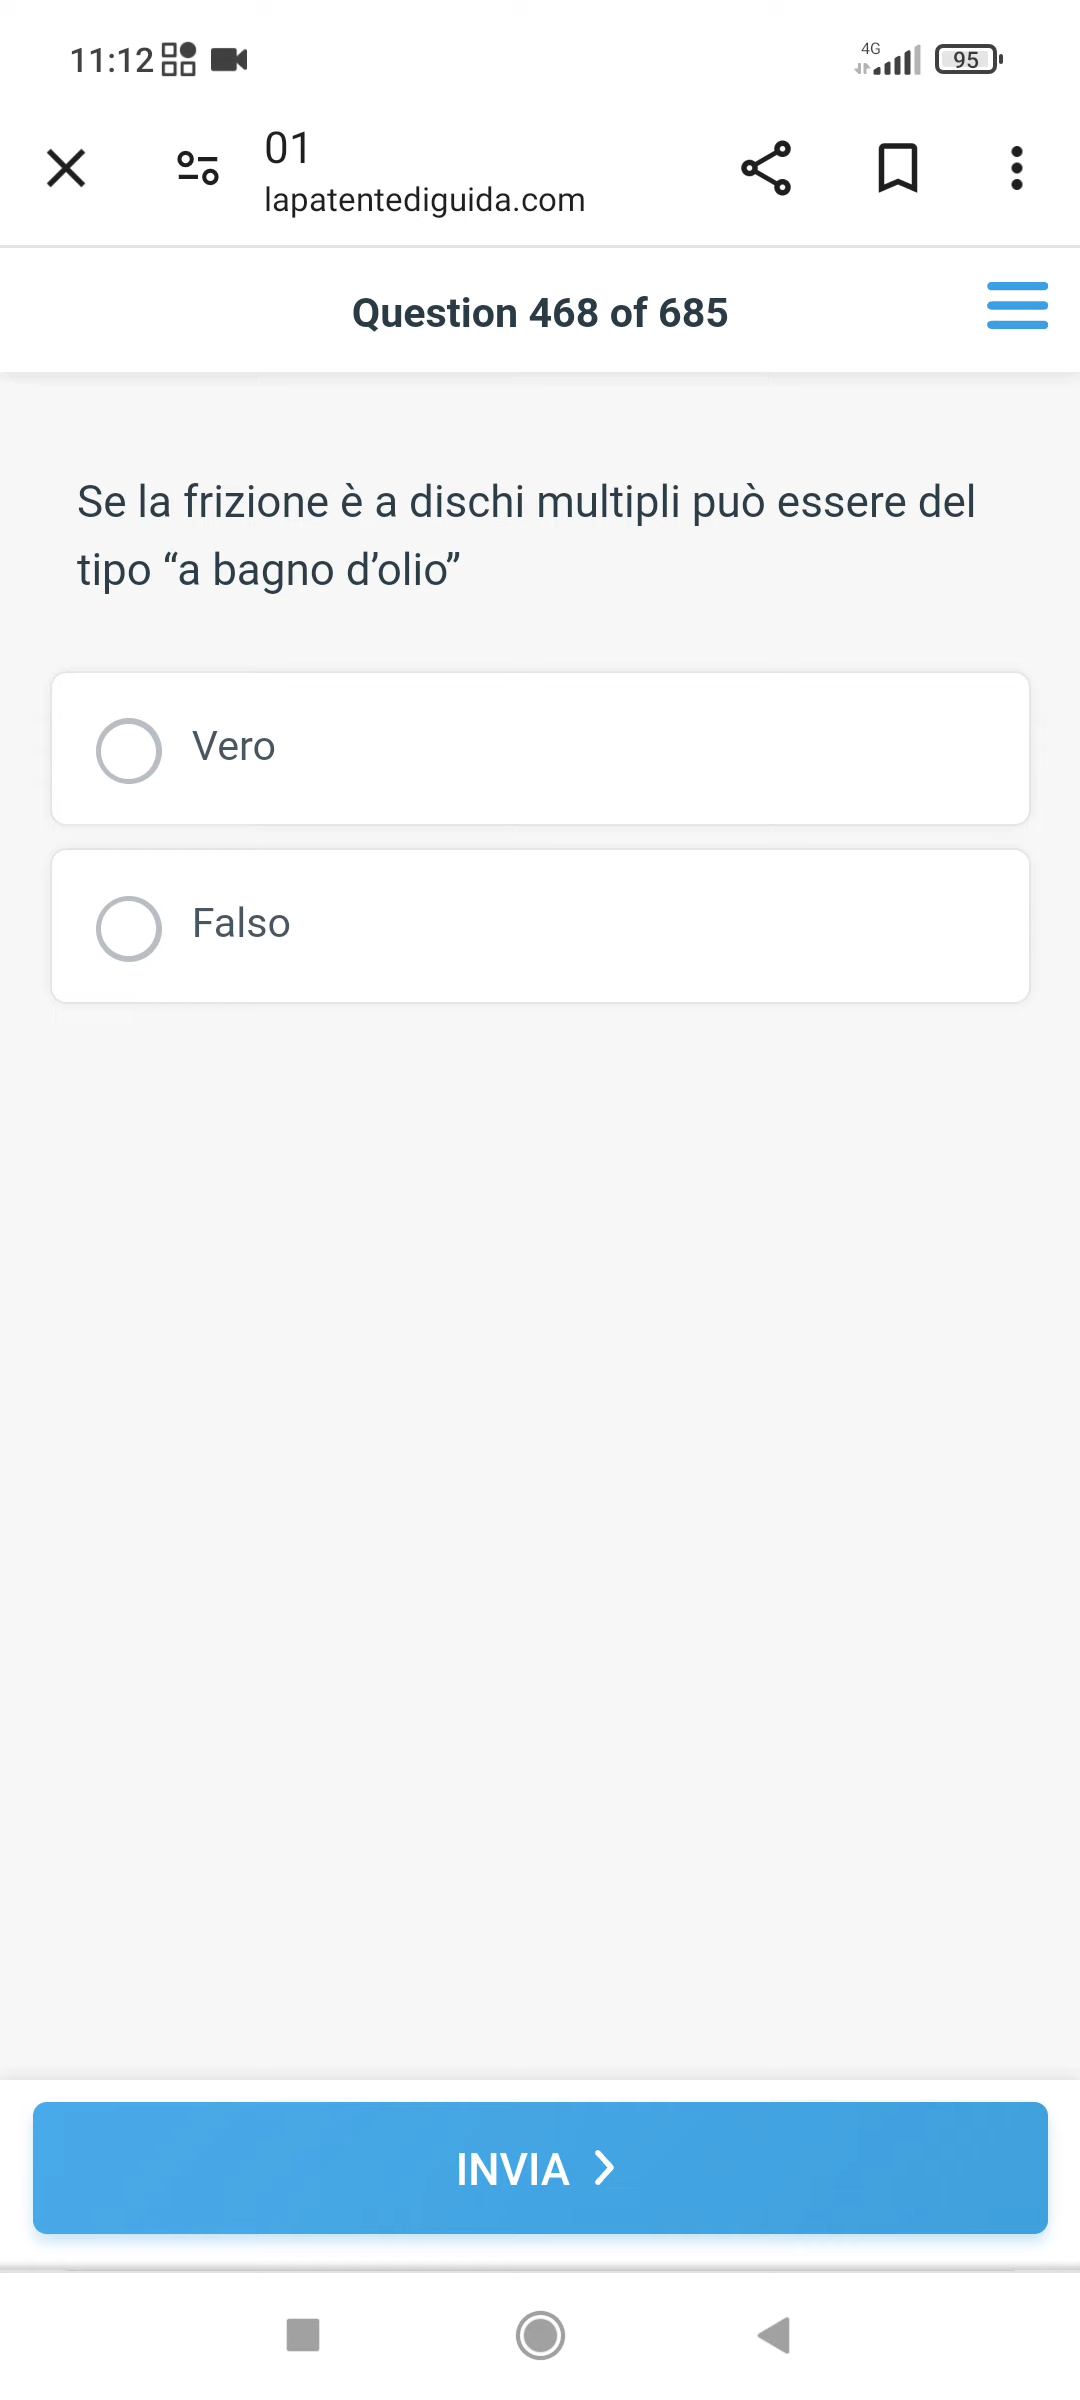 11:12
4G
95
01
lapatentediguida.com
Question 468 of 685
Se la frizione è a dischi multipli può essere del
tipo “a bagno d’olio”
Vero
Falso
INVIA